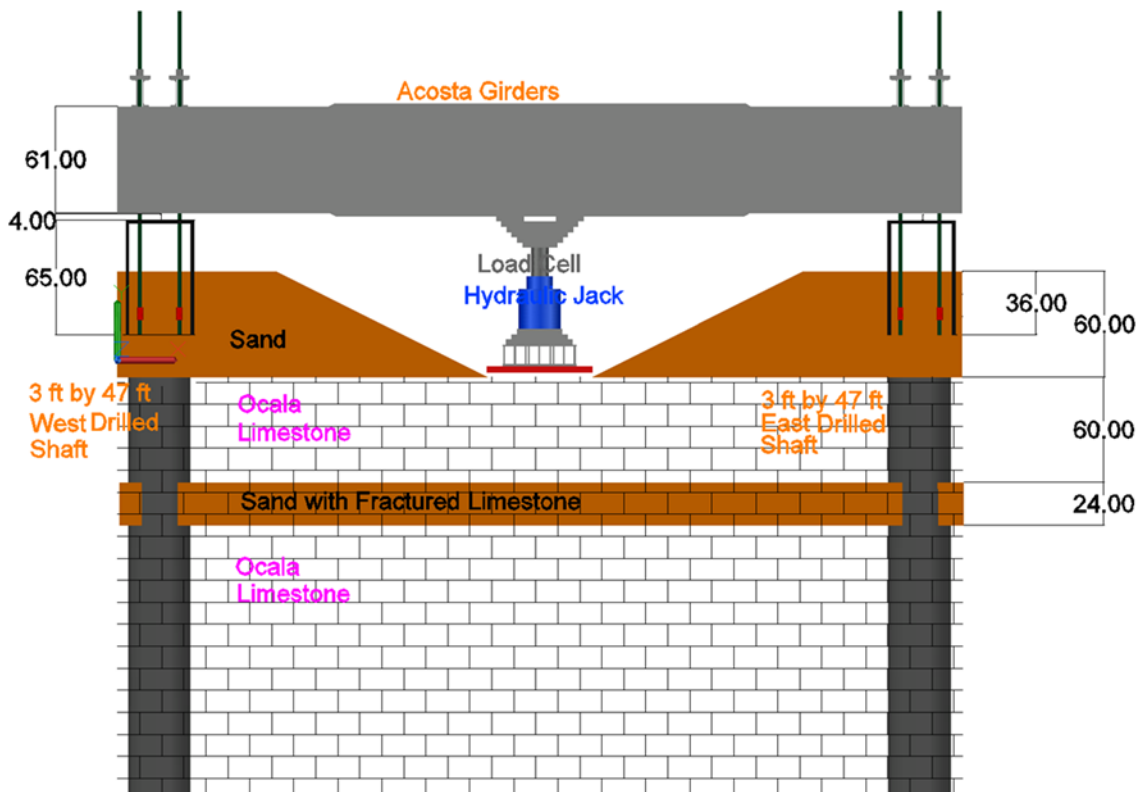 Acosta Girders
61.00
4.00
65.00
Load Cell
Hydraulic Jack
36.00
60.00
Sand
3 ft by 47 ft
West Drilled
Shaft
Ocala
Limestone
3 ft by 47 ft
East Drilled
Shaft
60.00
Sand with Fractured Limestone
24.00
Ocala
Limestone